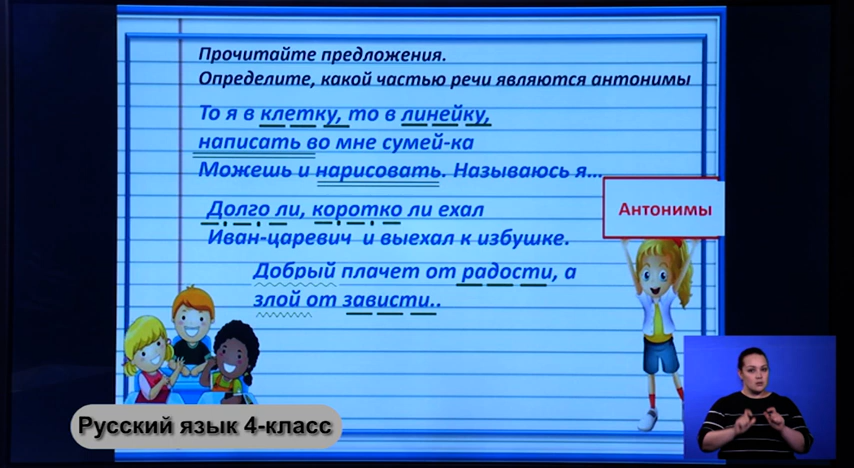 Прочитайте предложения.
Определите, какой частью речи являются антонимы
То я в клетку, то в линейку,
написать во мне сумей-ка
Можешь и нарисовать. Называюсь я...
Долго ли, коротко ли ехал
Иван-царевич и выехал к избушке.
Антонимы
Добрый плачет от радости, а
злой от зависти..
Русский язык 4-класс